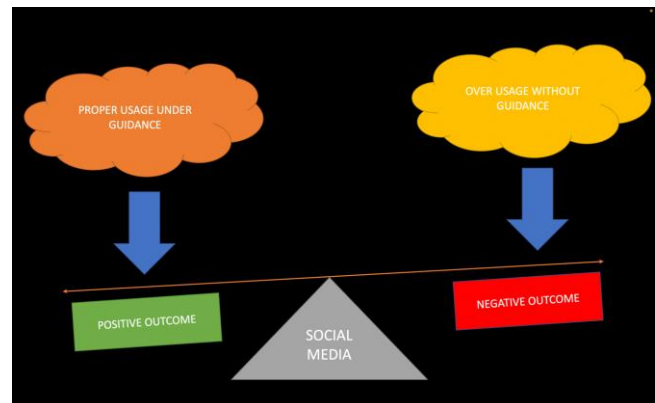 PROPER USAGE UNDER
GUIDANCE
OVER USAGE WITHOUT
GUIDANCE
POSITIVE OUTCOME
NEGATIVE OUTCOME
SOCIAL
MEDIA